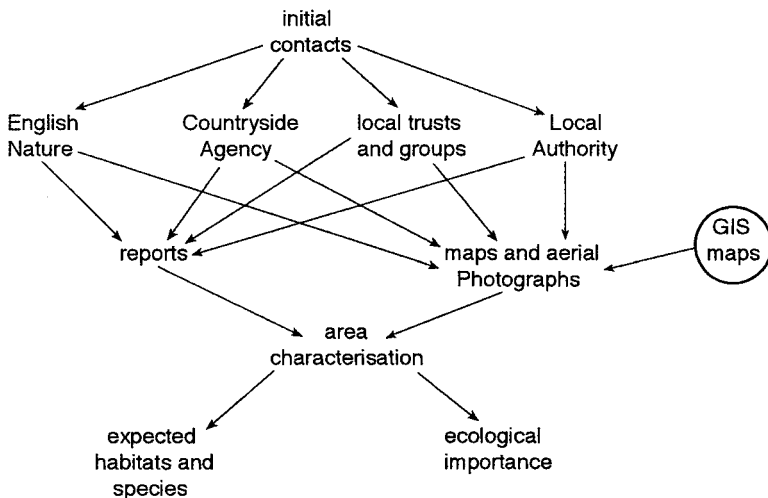 initial
contacts
English
Nature
Countryside
Agency
local trusts
and groups
Local
Authority
reports
maps and aerial
Photographs
GIS
maps
area
characterisation
expected
habitats and
species
ecological
importance